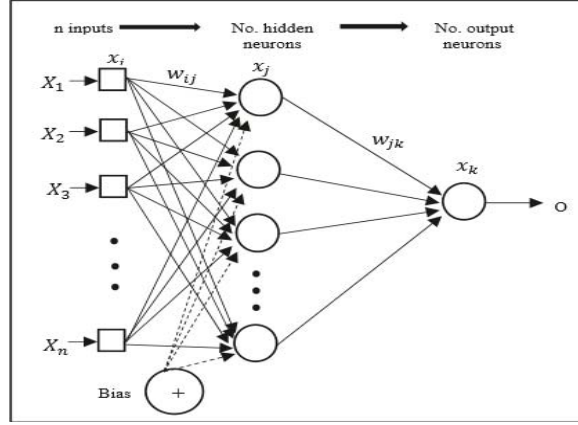 n inputs
No. hidden
neurons
No. output
neurons
x_i
w_ij
x_j
X_1
X_2
w_jk
x_k
X_3
O
X_n
Bias
+